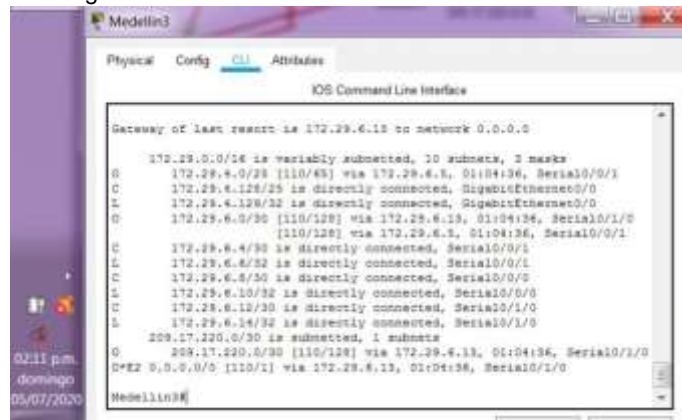 Medellin3
Physical Config CLI Attributes
IOS Command Line Interface
Gateway of last resort is 172.29.6.13 to network 0.0.0.0
172.29.0.0/16 is variably subnetted, 10 subnets, 3 masks
O 172.29.4.0/25 [110/65] via 172.29.6.5, 01:04:36, Serial0/0/1
C 172.29.4.128/25 is directly connected, GigabitEthernet0/0
L 172.29.4.129/32 is directly connected, GigabitEthernet0/0
O 172.29.6.0/30 [110/128] via 172.29.6.13, 01:04:36, Serial0/1/0
[110/128] via 172.29.6.5, 01:04:36, Serial0/0/1
C 172.29.6.4/30 is directly connected, Serial0/0/1
L 172.29.6.6/32 is directly connected, Serial0/0/1
C 172.29.6.8/30 is directly connected, Serial0/0/0
L 172.29.6.10/32 is directly connected, Serial0/0/0
C 172.29.6.12/30 is directly connected, Serial0/1/0
L 172.29.6.14/32 is directly connected, Serial0/1/0
209.17.220.0/30 is subnetted, 1 subnets
O 209.17.220.0/30 [110/128] via 172.29.6.13, 01:04:36, Serial0/1/0
O*E2 0.0.0.0/0 [110/1] via 172.29.6.13, 01:04:36, Serial0/1/0
Medellin3#
02:11 p.m.
domingo
05/07/2020